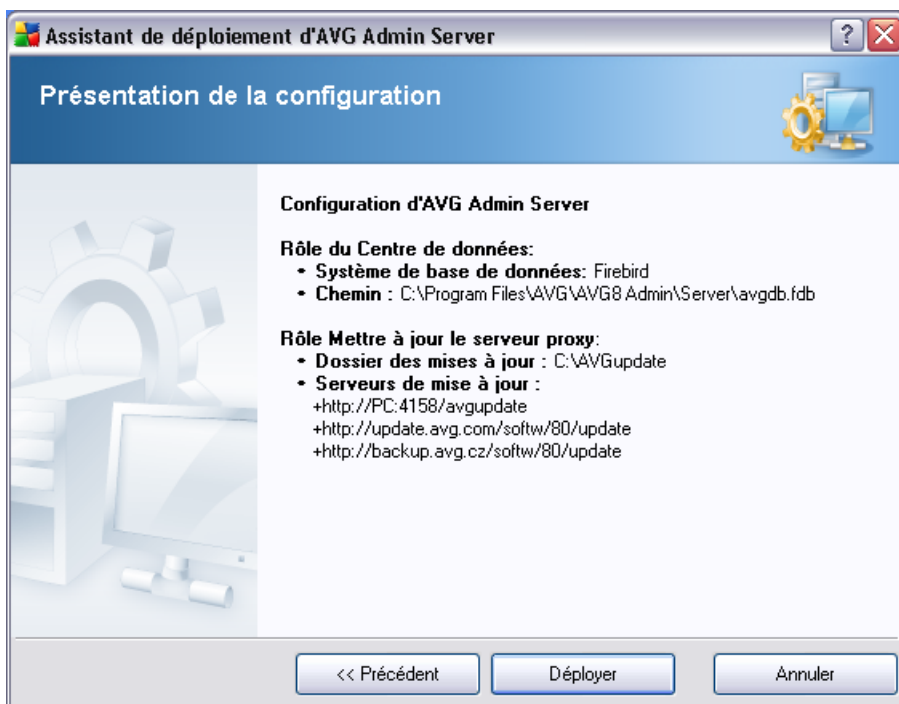 Assistant de déploiement d'AVG Admin Server
Présentation de la configuration
Configuration d'AVG Admin Server
Rôle du Centre de données:
• Système de base de données: Firebird
• Chemin : C:\Program Files\AVG\AVG8 Admin\Server\avgdb.fdb
Rôle Mettre à jour le serveur proxy:
• Dossier des mises à jour : C:\AVGupdate
• Serveurs de mise à jour :
+http://PC:4158/avgupdate
+http://update.avg.com/softw/80/update
+http://backup.avg.cz/softw/80/update
<< Précédent Déployer Annuler